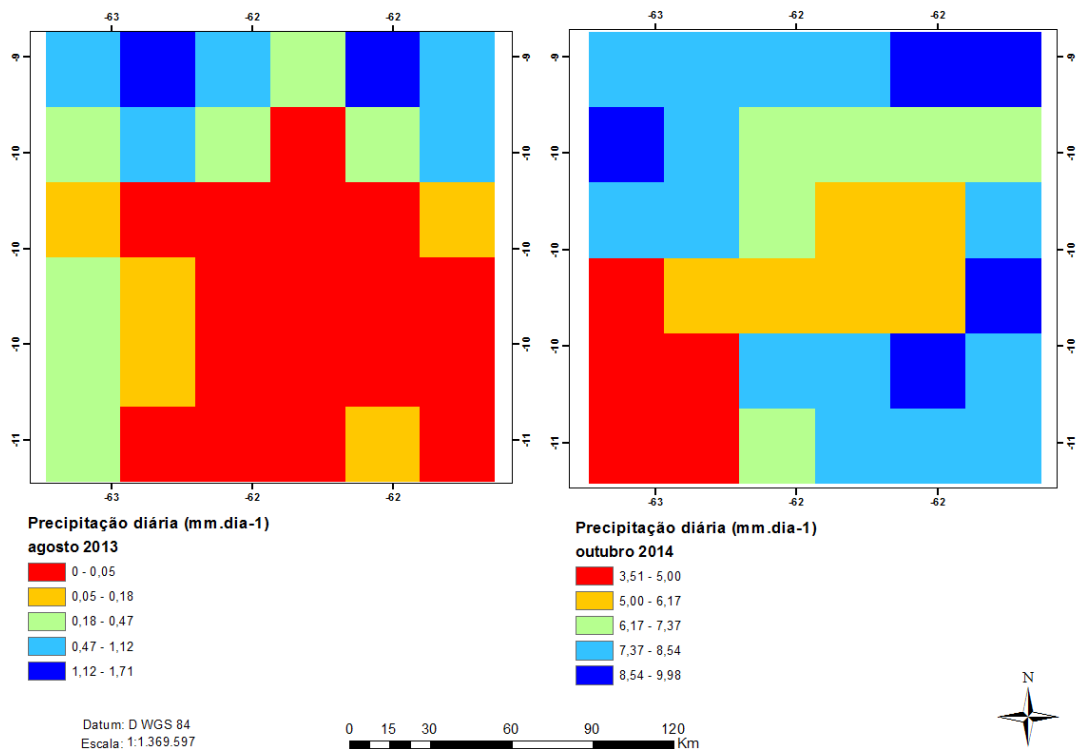 -63 -62 -62
-63 -62 -62
-9 -9
-9 -9
-10 -10
-10 -10
-10 -10
-10 -10
-10 -10
-10 -10
-11 -11
-11 -11
-63 -62 -62
-63 -62 -62
Precipitação diária (mm.dia-1)
agosto 2013
0 - 0,05
0,05 - 0,18
0,18 - 0,47
0,47 - 1,12
1,12 - 1,71
Precipitação diária (mm.dia-1)
outubro 2014
3,51 - 5,00
5,00 - 6,17
6,17 - 7,37
7,37 - 8,54
8,54 - 9,98
Datum: D WGS 84
Escala: 1:1.369.597
0 15 30 60 90 120
Km
N